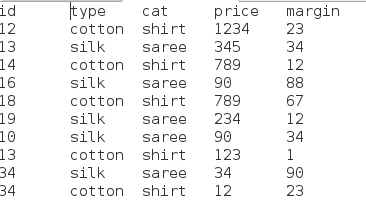 id type cat price margin
12 cotton shirt 1234 23
13 silk saree 345 34
14 cotton shirt 789 12
16 silk saree 90 88
18 cotton shirt 789 67
19 silk saree 234 12
10 silk saree 90 34
13 cotton shirt 123 1
34 silk saree 34 90
34 cotton shirt 12 23